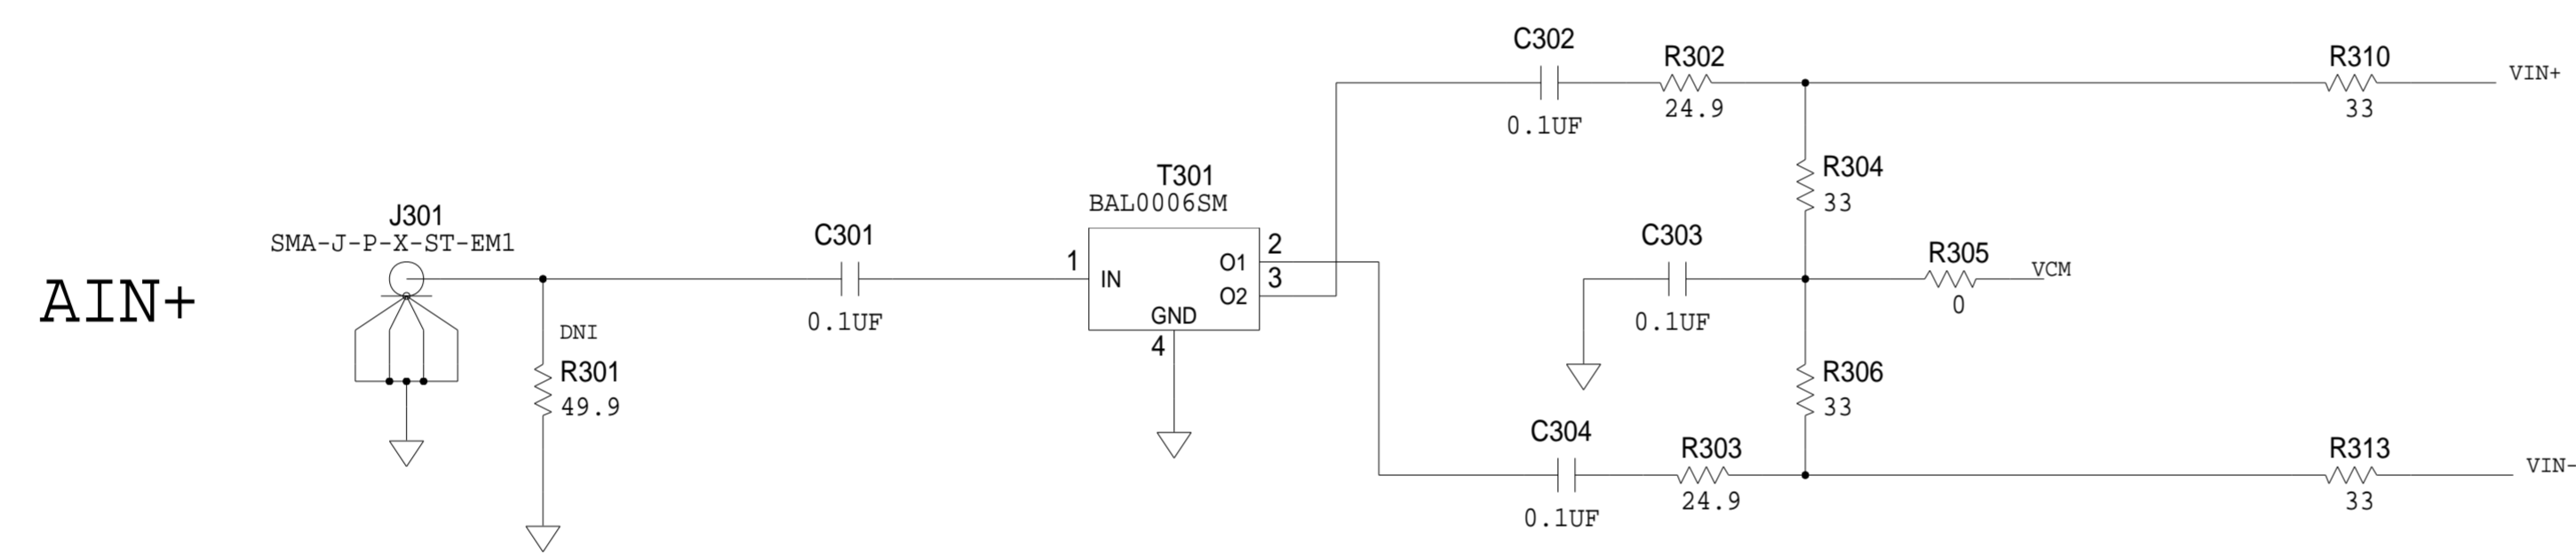 AIN+
J301
SMA-J-P-X-ST-EM1
DNI
R301
49.9
C301
0.1UF
T301
BAL0006SM
1
IN
O1
2
O2
3
GND
4
C302
0.1UF
R302
24.9
R304
33
C303
0.1UF
R305
0
VCM
R306
33
C304
0.1UF
R303
24.9
R310
33
VIN+
R313
33
VIN-